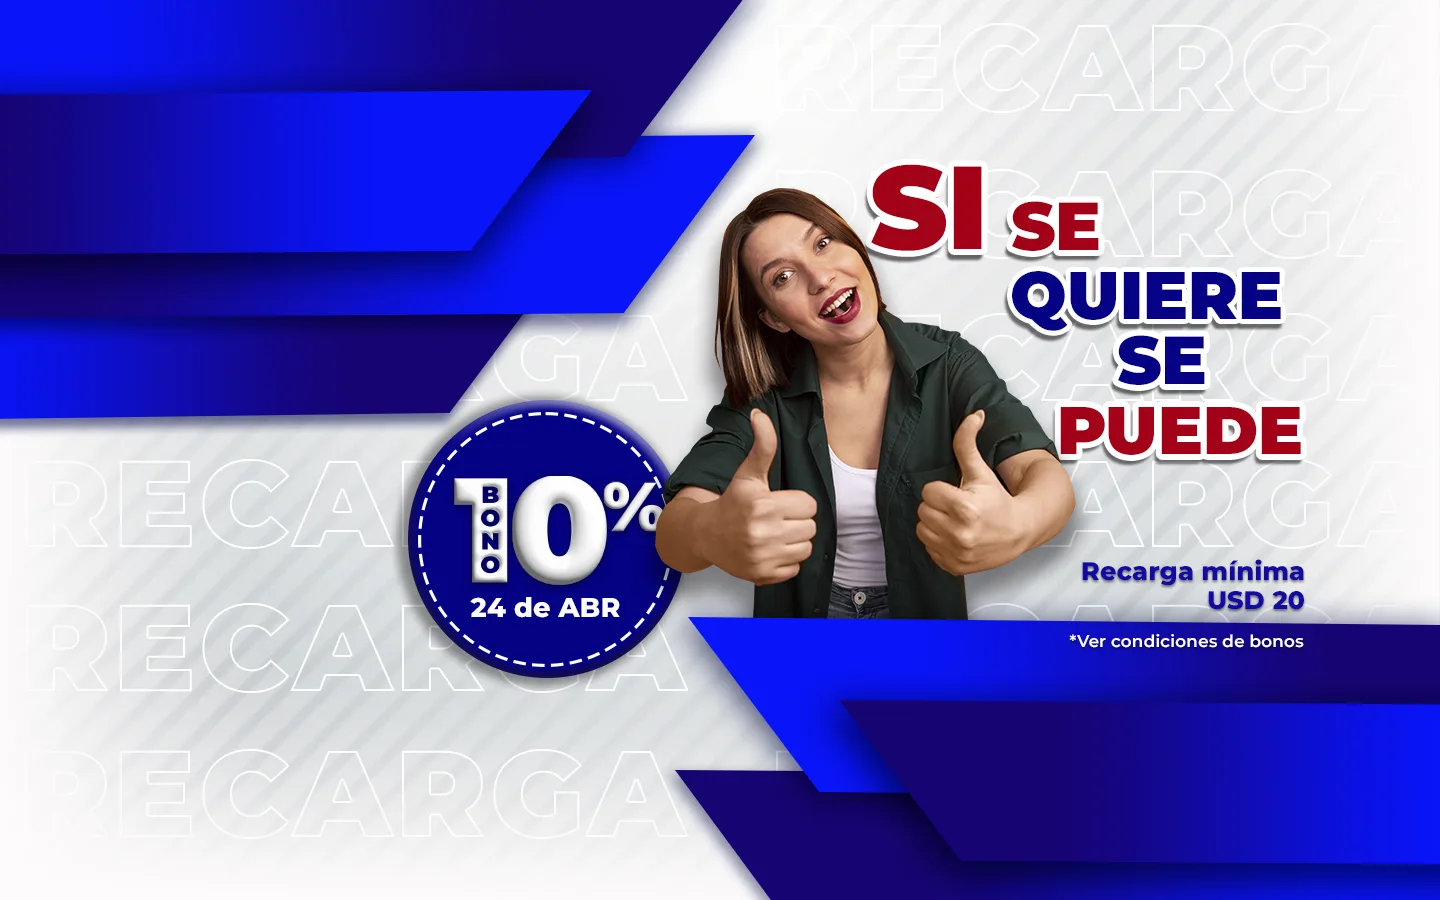 RECARGA
RECARGA
SI SE
QUIERE
SE
PUEDE
RECARGA
RECARGA
RECARGA
RECARGA
10%
BONO
24 de ABR
Recarga mínima
USD 20
*Ver condiciones de bonos
RECARGA
RECARGA